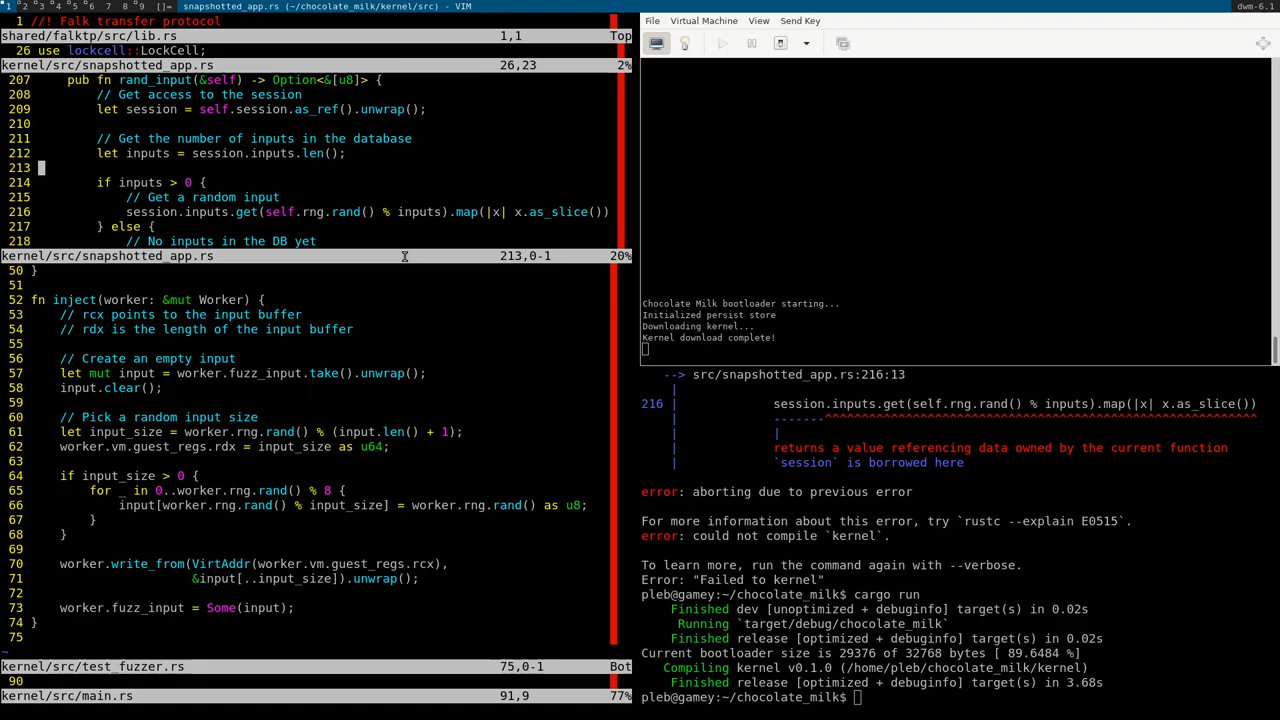 1 2 3 4 5 6 7 8 9 []= snapshotted_app.rs (~/chocolate_milk/kernel/src) - VIM
dwm-6.1
1 //! Falk transfer protocol
shared/falktp/src/lib.rs 1,1 Top
26 use lockcell::LockCell;
kernel/src/snapshotted_app.rs 26,23 2%
207     pub fn rand_input(&self) -> Option<&[u8]> {
208         // Get access to the session
209         let session = self.session.as_ref().unwrap();
210
211         // Get the number of inputs in the database
212         let inputs = session.inputs.len();
213
214         if inputs > 0 {
215             // Get a random input
216             session.inputs.get(self.rng.rand() % inputs).map(|x| x.as_slice())
217         } else {
218             // No inputs in the DB yet
kernel/src/snapshotted_app.rs 213,0-1 20%
50 }
51
52 fn inject(worker: &mut Worker) {
53     // rcx points to the input buffer
54     // rdx is the length of the input buffer
55
56     // Create an empty input
57     let mut input = worker.fuzz_input.take().unwrap();
58     input.clear();
59
60     // Pick a random input size
61     let input_size = worker.rng.rand() % (input.len() + 1);
62     worker.vm.guest_regs.rdx = input_size as u64;
63
64     if input_size > 0 {
65         for _ in 0..worker.rng.rand() % 8 {
66             input[worker.rng.rand() % input_size] = worker.rng.rand() as u8;
67         }
68     }
69
70     worker.write_from(VirtAddr(worker.vm.guest_regs.rcx),
71                       &input[..input_size]).unwrap();
72
73     worker.fuzz_input = Some(input);
74 }
75
~
kernel/src/test_fuzzer.rs 75,0-1 Bot
90
kernel/src/main.rs 91,9 77%
File Virtual Machine View Send Key
Chocolate Milk bootloader starting...
Initialized persist store
Downloading kernel...
Kernel download complete!
--> src/snapshotted_app.rs:216:13
|
216 |             session.inputs.get(self.rng.rand() % inputs).map(|x| x.as_slice())
|             -------^^^^^^^^^^^^^^^^^^^^^^^^^^^^^^^^^^^^^^^^^^^^^^^^^^^^^^^^^^^
|             |
|             returns a value referencing data owned by the current function
|             `session` is borrowed here
error: aborting due to previous error
For more information about this error, try `rustc --explain E0515`.
error: could not compile `kernel`.
To learn more, run the command again with --verbose.
Error: "Failed to kernel"
pleb@gamey:~/chocolate_milk$ cargo run
Finished dev [unoptimized + debuginfo] target(s) in 0.02s
Running `target/debug/chocolate_milk`
Finished release [optimized + debuginfo] target(s) in 0.02s
Current bootloader size is 29376 of 32768 bytes [ 89.6484 %]
Compiling kernel v0.1.0 (/home/pleb/chocolate_milk/kernel)
Finished release [optimized + debuginfo] target(s) in 3.68s
pleb@gamey:~/chocolate_milk$